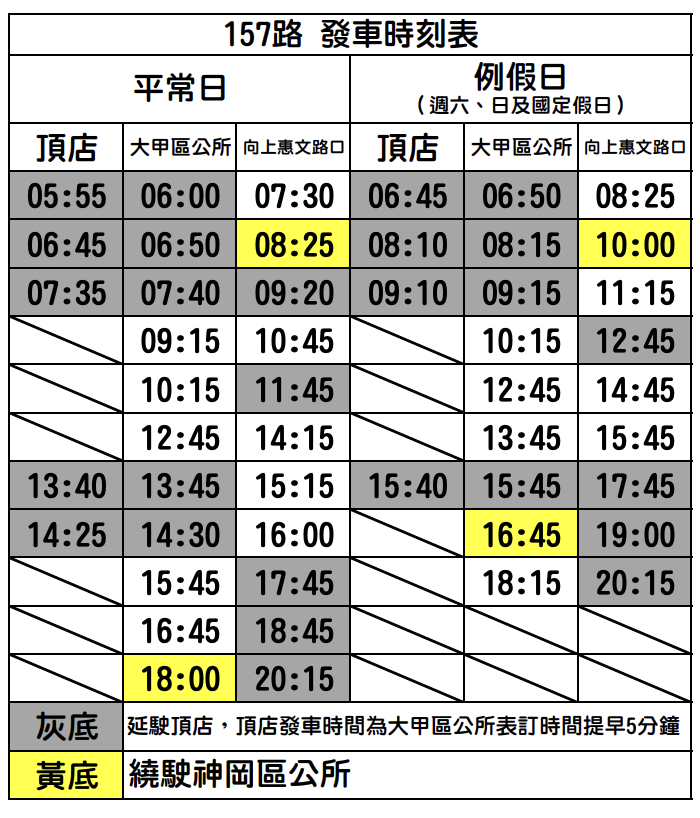 157路 發車時刻表
平常日 例假日
（週六、日及國定假日）
頂店 大甲區公所 向上惠文路口 頂店 大甲區公所 向上惠文路口
05:55 06:00 07:30 06:45 06:50 08:25
06:45 06:50 08:25 08:10 08:15 10:00
07:35 07:40 09:20 09:10 09:15 11:15
09:15 10:45 10:15 12:45
10:15 11:45 12:45 14:45
12:45 14:15 13:45 15:45
13:40 13:45 15:15 15:40 15:45 17:45
14:25 14:30 16:00 16:45 19:00
15:45 17:45 18:15 20:15
16:45 18:45
18:00 20:15
灰底 延駛頂店，頂店發車時間為大甲區公所表訂時間提早5分鐘
黃底 繞駛神岡區公所